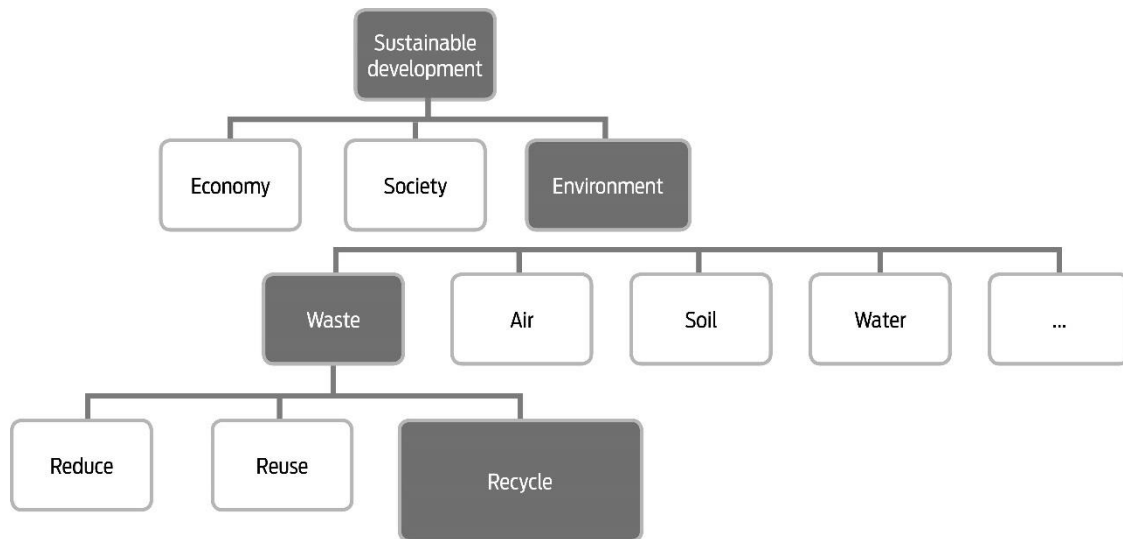 Sustainable
development
Economy
Society
Environment
Waste
Air
Soil
Water
...
Reduce
Reuse
Recycle